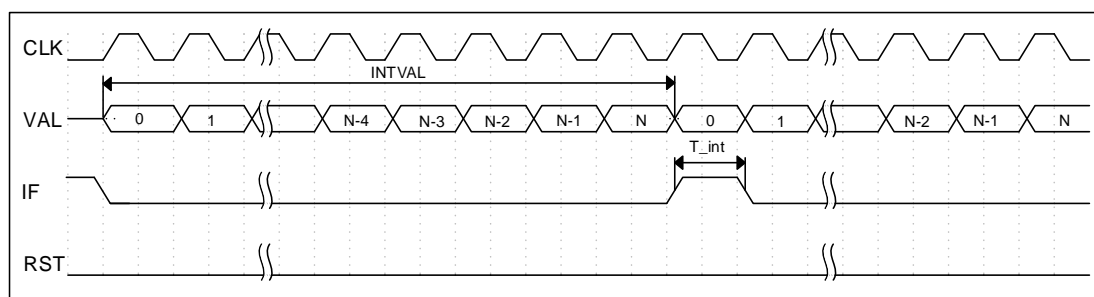 CLK
INTVAL
VAL 0 1 N-4 N-3 N-2 N-1 N 0 1 N-2 N-1 N
T_int
IF
RST